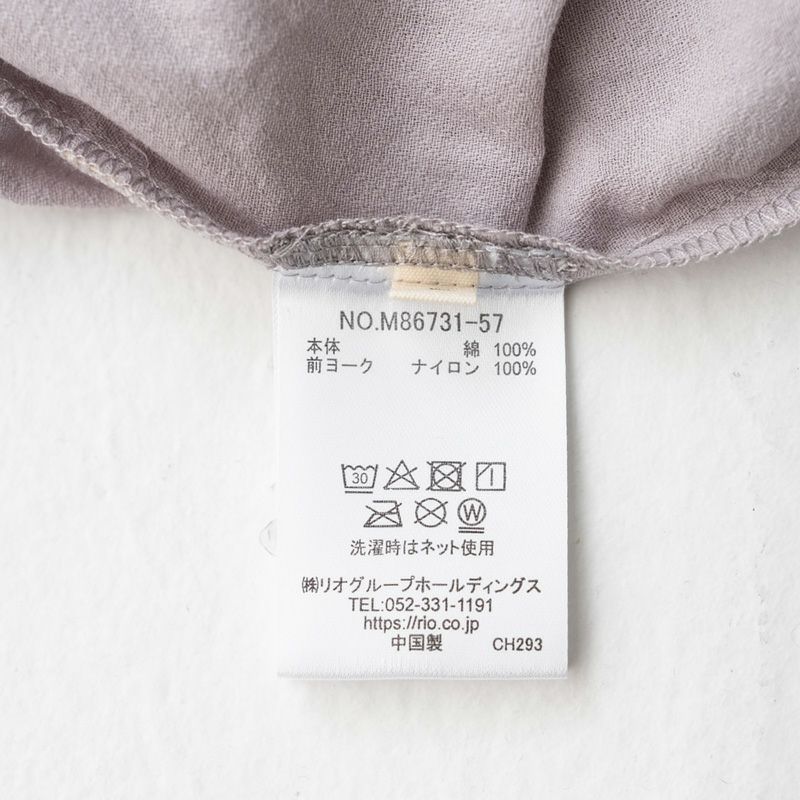 NO.M86731-57
本体 綿 100%
前ヨーク ナイロン 100%
30
W
洗濯時はネット使用
㈱リオグループホールディングス
TEL:052-331-1191
https://rio.co.jp
中国製 CH293